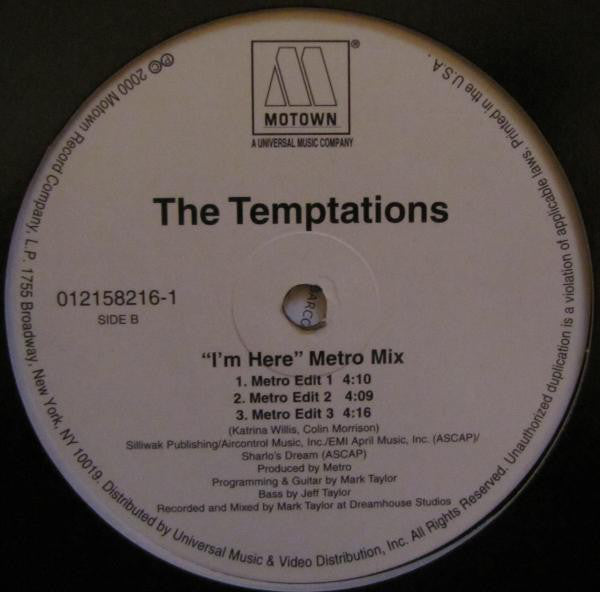 MOTOWN
®
A UNIVERSAL MUSIC COMPANY
The Temptations
012158216-1
SIDE B
"I'm Here" Metro Mix
1. Metro Edit 1 4:10
2. Metro Edit 2 4:09
3. Metro Edit 3 4:16
(Katrina Willis, Colin Morrison)
Silliwak Publishing/Aircontrol Music, Inc./EMI April Music, Inc. (ASCAP)/
Sharlo's Dream (ASCAP)
Produced by Metro
Programming & Guitar by Mark Taylor
Bass by Jeff Taylor
Recorded and Mixed by Mark Taylor at Dreamhouse Studios
℗© 2000 Motown Record Company, L.P. 1755 Broadway, New York, NY 10019. Distributed by Universal Music & Video Distribution, Inc. All Rights Reserved. Unauthorized duplication is a violation of applicable laws. Printed in the U.S.A.